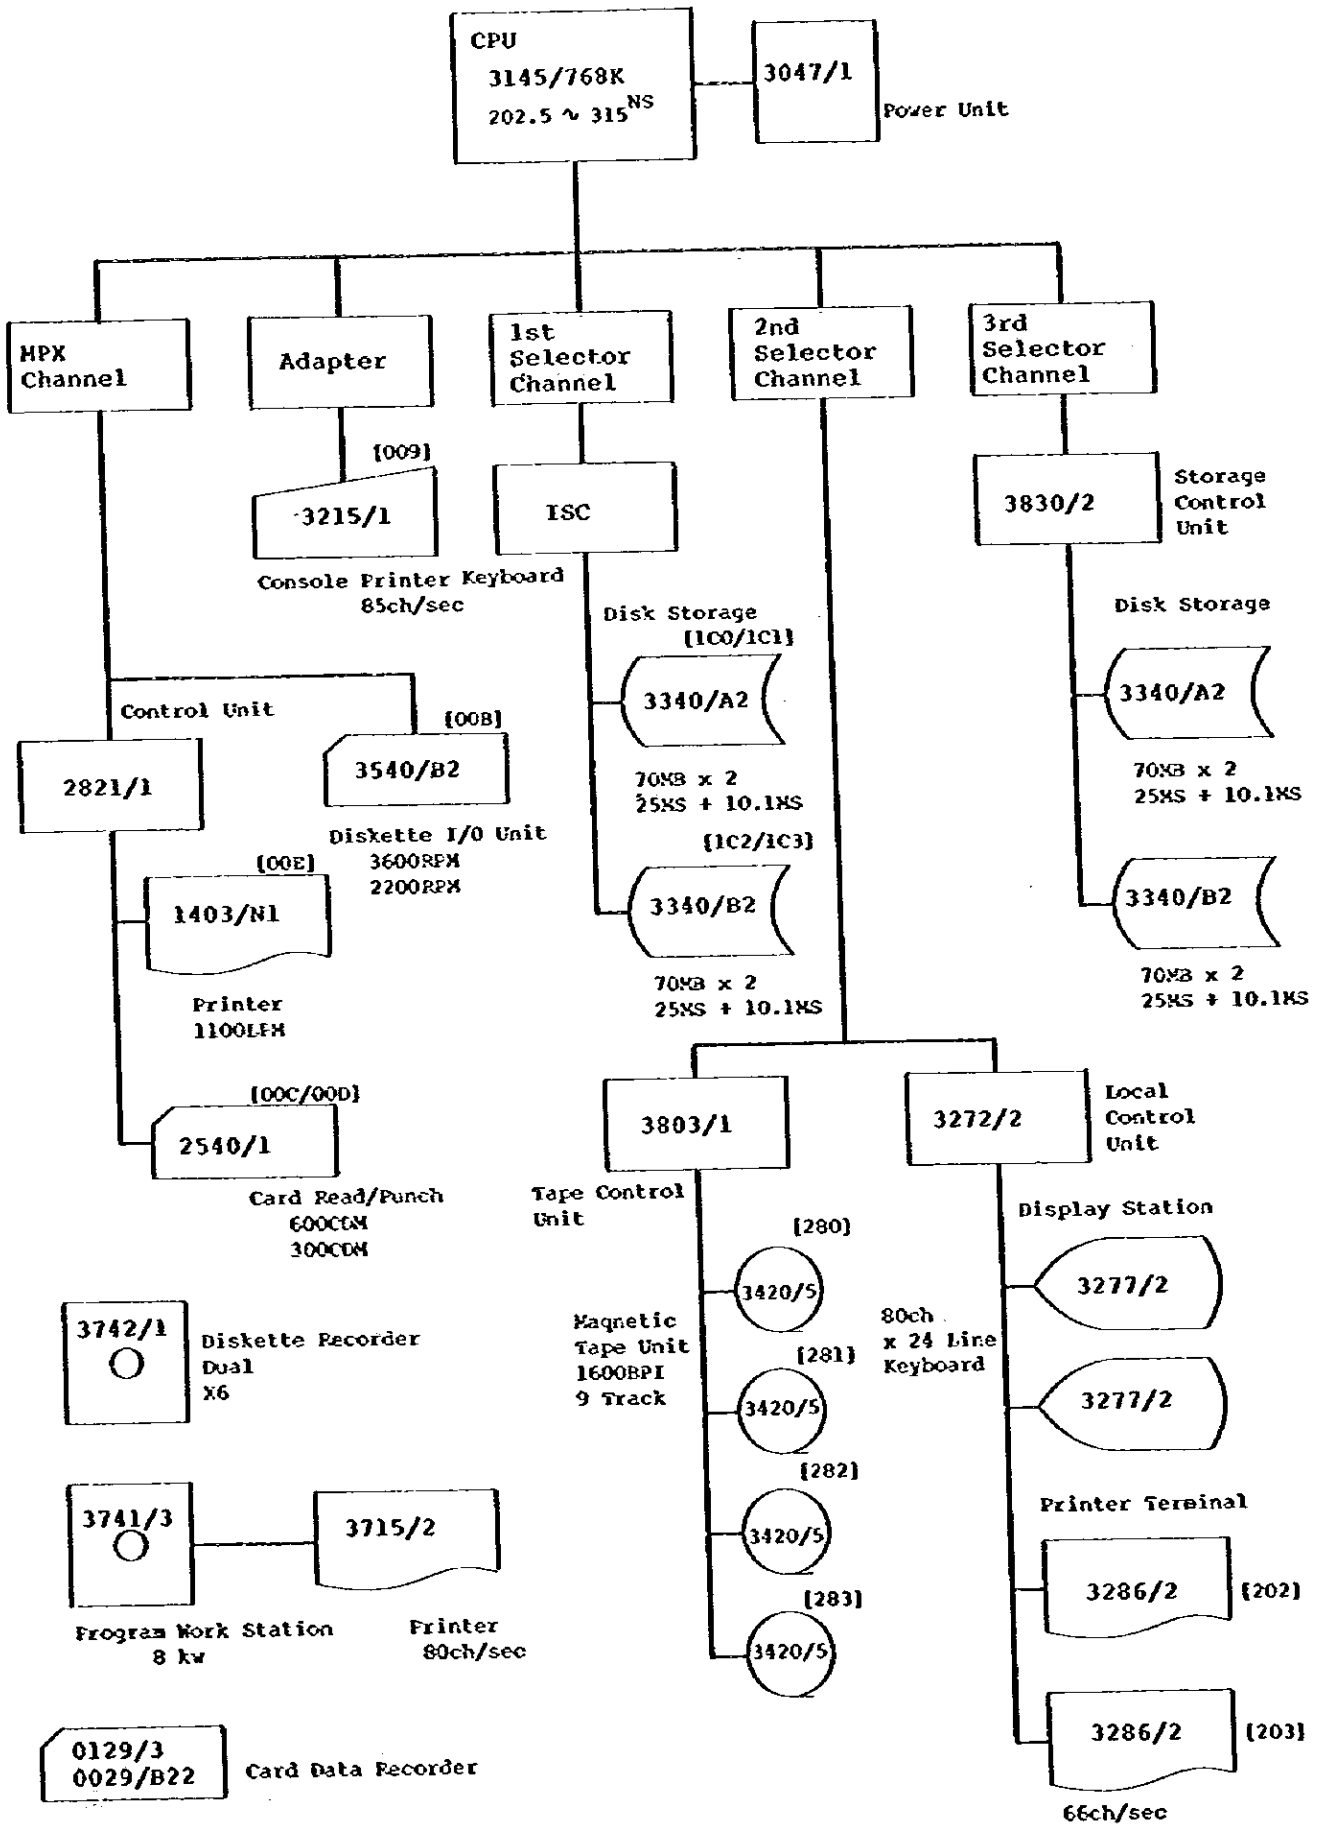 CPU
3145/768K
202.5 ~ 315NS
3047/1
Power Unit
MPX
Channel
Adapter
1st
Selector
Channel
2nd
Selector
Channel
3rd
Selector
Channel
[009]
3215/1
Console Printer Keyboard
85ch/sec
ISC
3830/2
Storage
Control
Unit
Disk Storage
[1C0/1C1]
3340/A2
70MB x 2
25MS + 10.1MS
[1C2/1C3]
3340/B2
70MB x 2
25MS + 10.1MS
Disk Storage
3340/A2
70MB x 2
25MS + 10.1MS
3340/B2
70MB x 2
25MS + 10.1MS
Control Unit
2821/1
[00B]
3540/B2
Diskette I/O Unit
3600RPM
2200RPM
[00E]
1403/N1
Printer
1100LPM
[00C/00D]
2540/1
Card Read/Punch
3803/1
Tape Control
Unit
3272/2
Local
Control
Unit
Magnetic
Tape Unit
1600BPI
9 Track
[280]
3420/5
[281]
3420/5
[282]
3420/5
[283]
3420/5
80ch
x 24 Line
Keyboard
Display Station
3277/2
3277/2
Printer Terminal
3286/2
[202]
3286/2
[203]
66ch/sec
3742/1
Diskette Recorder
Dual
X6
3741/3
Program Work Station
8 kw
3715/2
Printer
80ch/sec
0129/3
0029/B22
Card Data Recorder